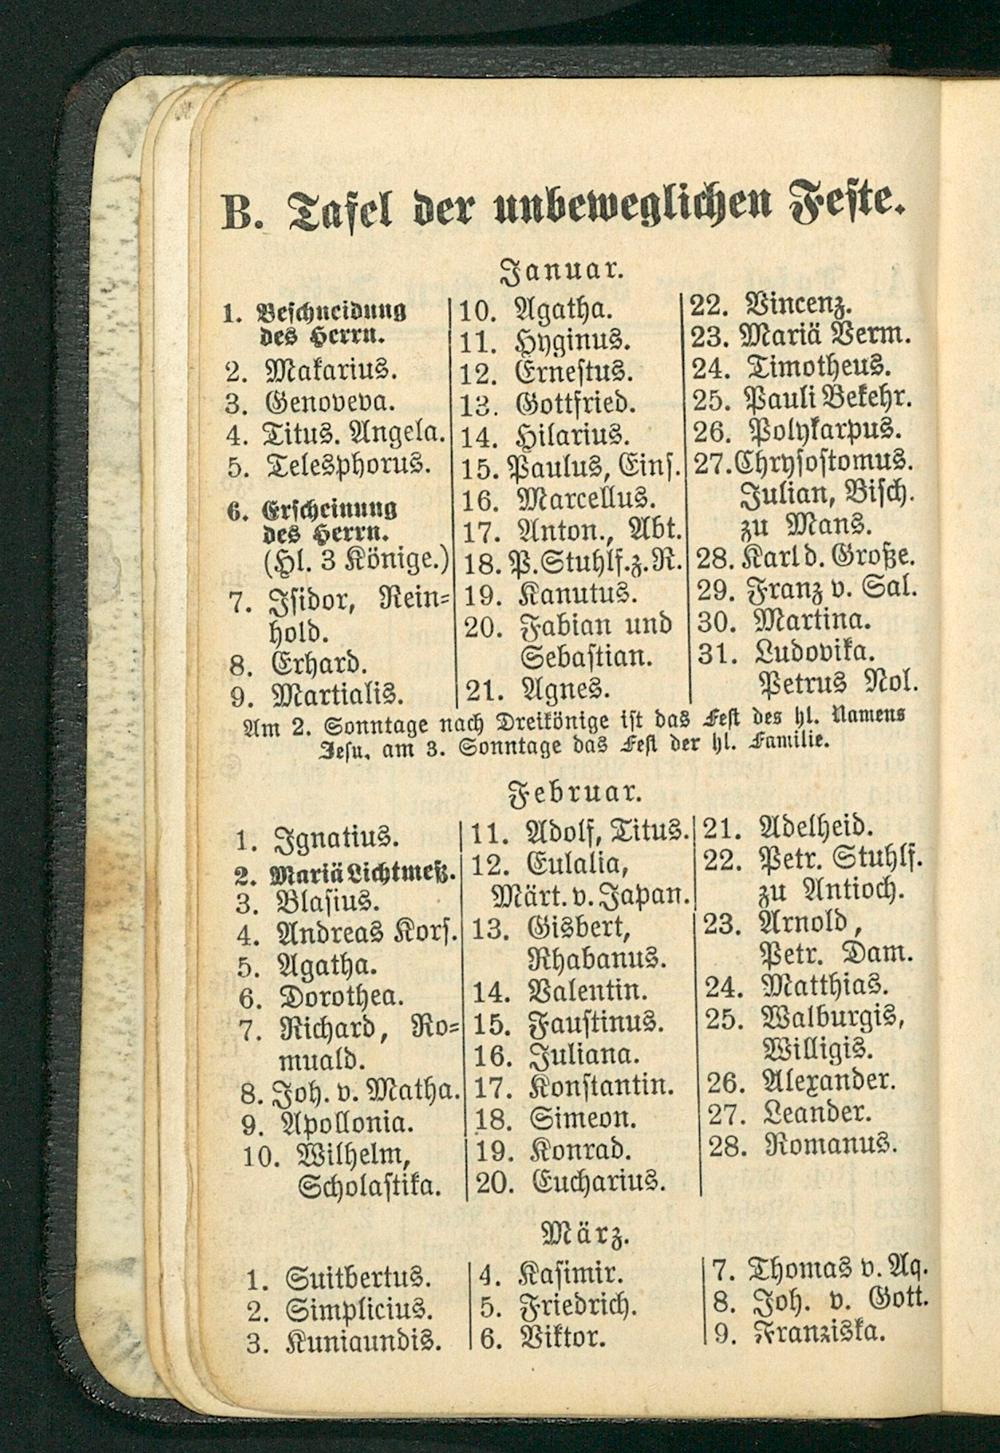 B. Tafel der unbeweglichen Feste.
Januar.
1. Beschneidung
des Herrn.
2. Makarius.
3. Genoveva.
4. Titus. Angela.
5. Telesphorus.
6. Erscheinung
des Herrn.
(Hl. 3 Könige.)
7. Isidor, Rein-
hold.
8. Erhard.
9. Martialis.
10. Agatha.
11. Hyginus.
12. Ernestus.
13. Gottfried.
14. Hilarius.
15. Paulus, Eins.
16. Marcellus.
17. Anton., Abt.
18. P. Stuhlf. z. R.
19. Kanutus.
20. Fabian und
Sebastian.
21. Agnes.
22. Vincenz.
23. Mariä Verm.
24. Timotheus.
25. Pauli Bekehr.
26. Polykarpus.
27. Chrysostomus.
Julian, Bisch.
zu Mans.
28. Karl d. Große.
29. Franz v. Sal.
30. Martina.
31. Ludovika.
Petrus Nol.
Am 2. Sonntage nach Dreikönige ist das Fest des hl. Namens
Jesu, am 3. Sonntage das Fest der hl. Familie.
Februar.
1. Ignatius.
2. Mariä Lichtmeß.
3. Blasius.
4. Andreas Kors.
5. Agatha.
6. Dorothea.
7. Richard, Ro-
muald.
8. Joh. v. Matha.
9. Apollonia.
10. Wilhelm,
Scholastika.
11. Adolf, Titus.
12. Eulalia,
Märt. v. Japan.
13. Gisbert,
Rhabanus.
14. Valentin.
15. Faustinus.
16. Juliana.
17. Konstantin.
18. Simeon.
19. Konrad.
20. Eucharius.
21. Adelheid.
22. Petr. Stuhlf.
zu Antioch.
23. Arnold,
Petr. Dam.
24. Matthias.
25. Walburgis,
Willigis.
26. Alexander.
27. Leander.
28. Romanus.
März.
1. Suitbertus.
2. Simplicius.
3. Kunigundis.
4. Kasimir.
5. Friedrich.
6. Viktor.
7. Thomas v. Aq.
8. Joh. v. Gott.
9. Franziska.